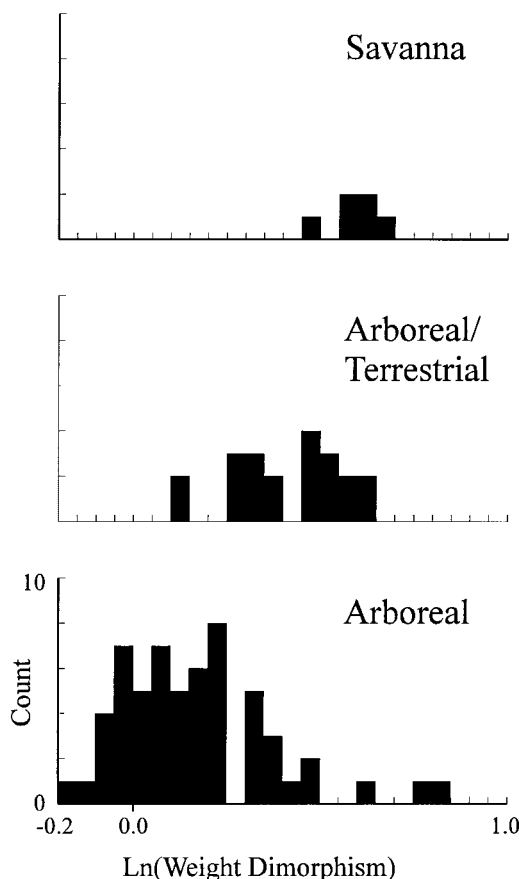 Savanna
Arboreal/
Terrestrial
Arboreal
10
Count
0
-0.2 0.0 1.0
Ln(Weight Dimorphism)